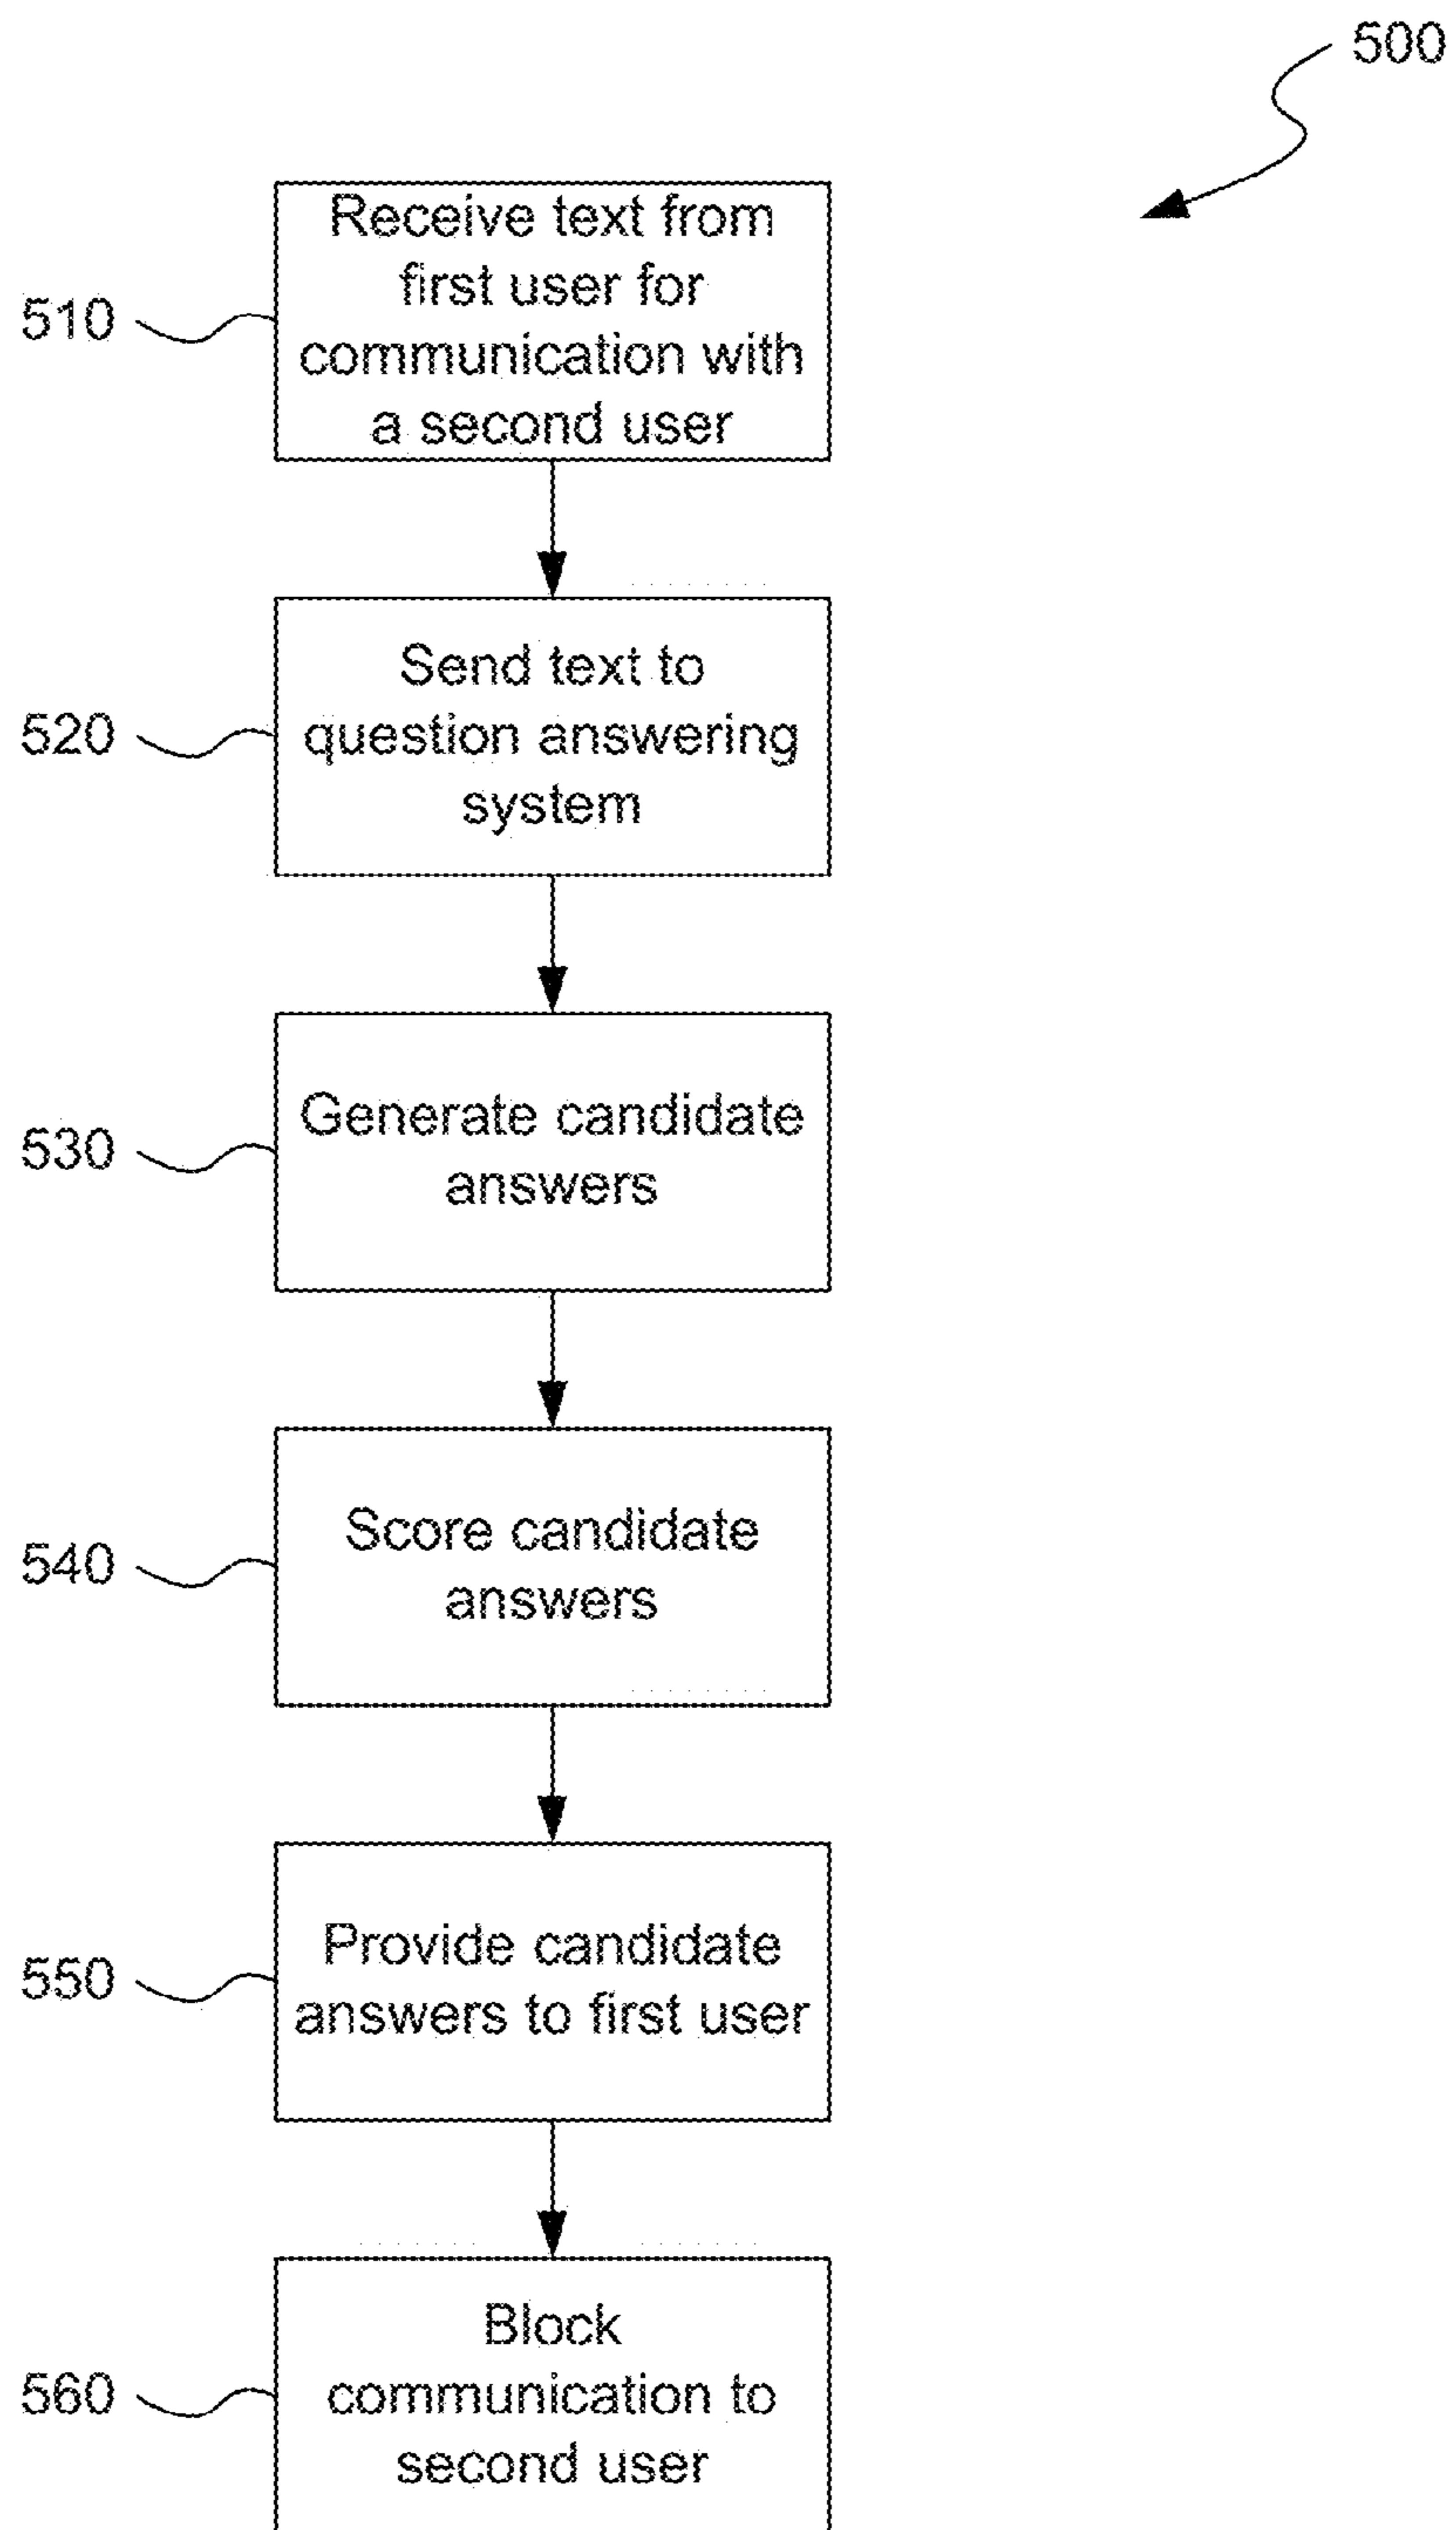 500
510
Receive text from
first user for
communication with
a second user
520
Send text to
question answering
system
530
Generate candidate
answers
540
Score candidate
answers
550
Provide candidate
answers to first user
560
Block
communication to
second user